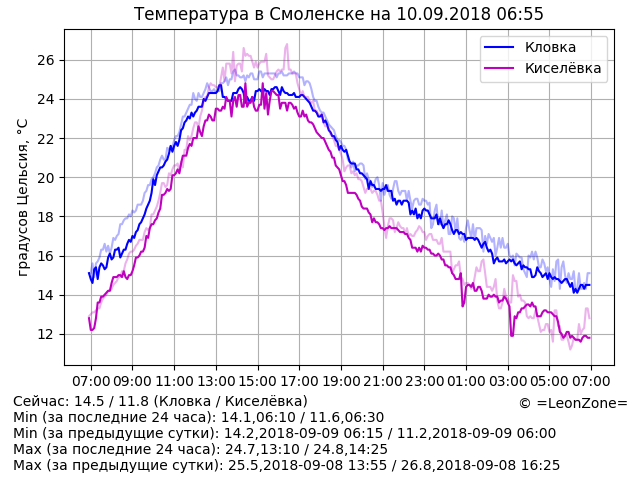 Температура в Смоленске на 10.09.2018 06:55
Кловка
Киселёвка
градусов Цельсия, °C
26
24
22
20
18
16
14
12
07:00 09:00 11:00 13:00 15:00 17:00 19:00 21:00 23:00 01:00 03:00 05:00 07:00
Сейчас: 14.5 / 11.8 (Кловка / Киселёвка)
© =LeonZone=
Min (за последние 24 часа): 14.1,06:10 / 11.6,06:30
Min (за предыдущие сутки): 14.2,2018-09-09 06:15 / 11.2,2018-09-09 06:00
Max (за последние 24 часа): 24.7,13:10 / 24.8,14:25
Max (за предыдущие сутки): 25.5,2018-09-08 13:55 / 26.8,2018-09-08 16:25